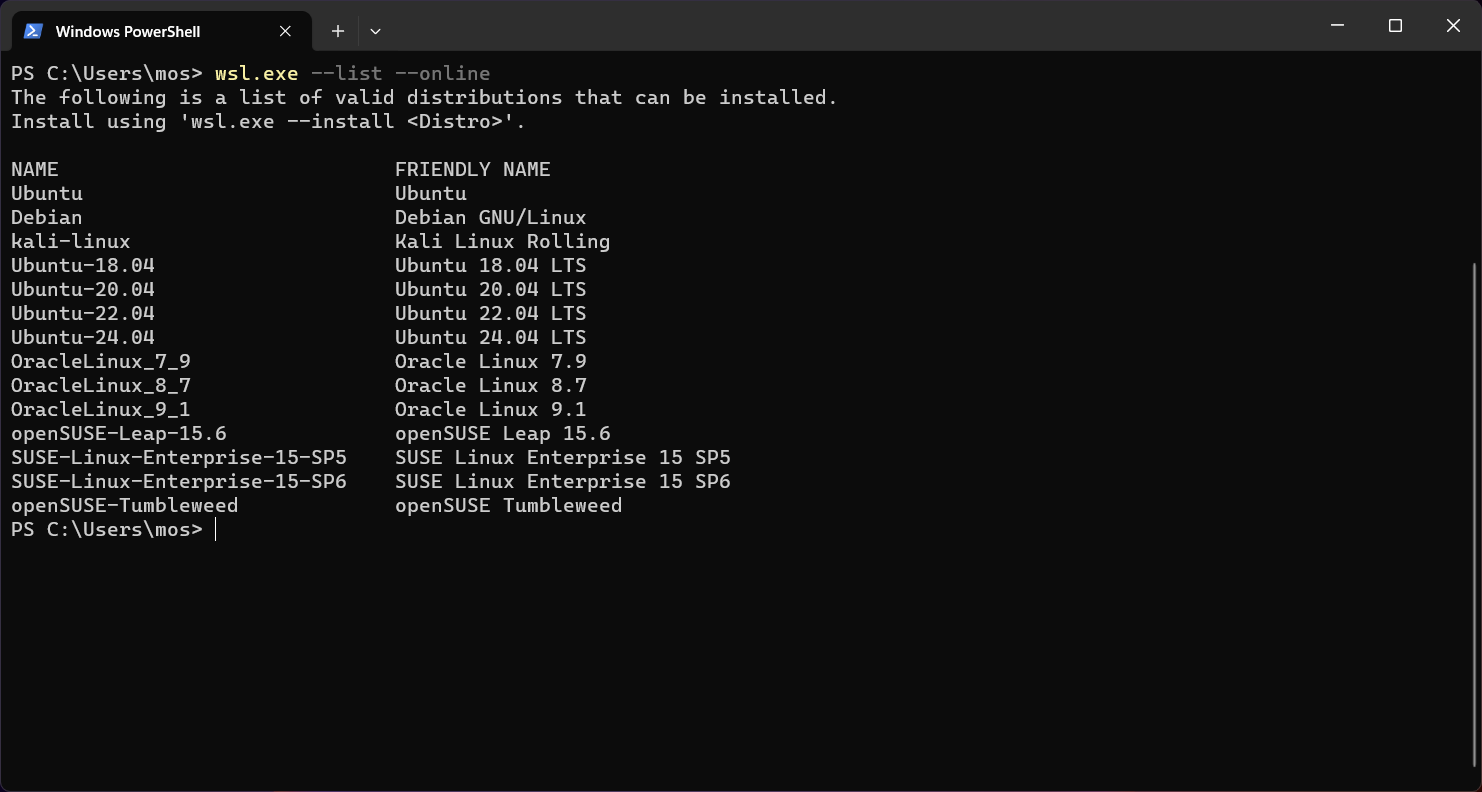 Windows PowerShell
PS C:\Users\mos> wsl.exe --list --online
The following is a list of valid distributions that can be installed.
Install using 'wsl.exe --install <Distro>'.
NAME                            FRIENDLY NAME
Ubuntu                          Ubuntu
Debian                          Debian GNU/Linux
kali-linux                      Kali Linux Rolling
Ubuntu-18.04                    Ubuntu 18.04 LTS
Ubuntu-20.04                    Ubuntu 20.04 LTS
Ubuntu-22.04                    Ubuntu 22.04 LTS
Ubuntu-24.04                    Ubuntu 24.04 LTS
OracleLinux_7_9                 Oracle Linux 7.9
OracleLinux_8_7                 Oracle Linux 8.7
OracleLinux_9_1                 Oracle Linux 9.1
openSUSE-Leap-15.6              openSUSE Leap 15.6
SUSE-Linux-Enterprise-15-SP5    SUSE Linux Enterprise 15 SP5
SUSE-Linux-Enterprise-15-SP6    SUSE Linux Enterprise 15 SP6
openSUSE-Tumbleweed             openSUSE Tumbleweed
PS C:\Users\mos>